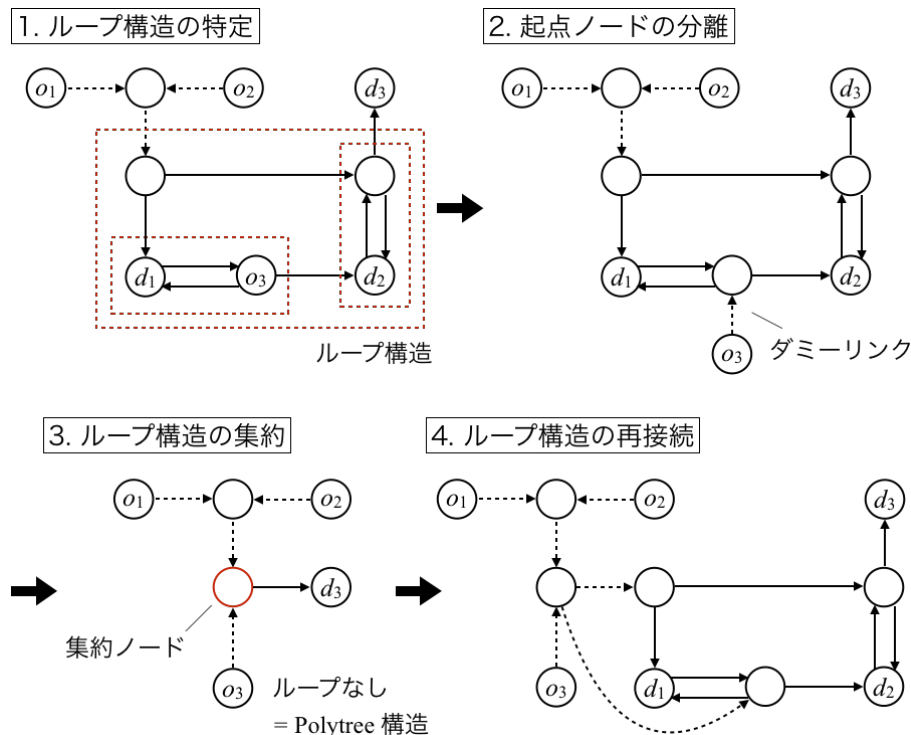 1. ループ構造の特定
2. 起点ノードの分離
o1
o2
d3
d1
o3
d2
ループ構造
o1
o2
d3
d1
d2
o3
ダミーリンク
3. ループ構造の集約
4. ループ構造の再接続
o1
o2
d3
集約ノード
o3
ループなし
= Polytree 構造
o1
o2
d3
o3
d1
d2